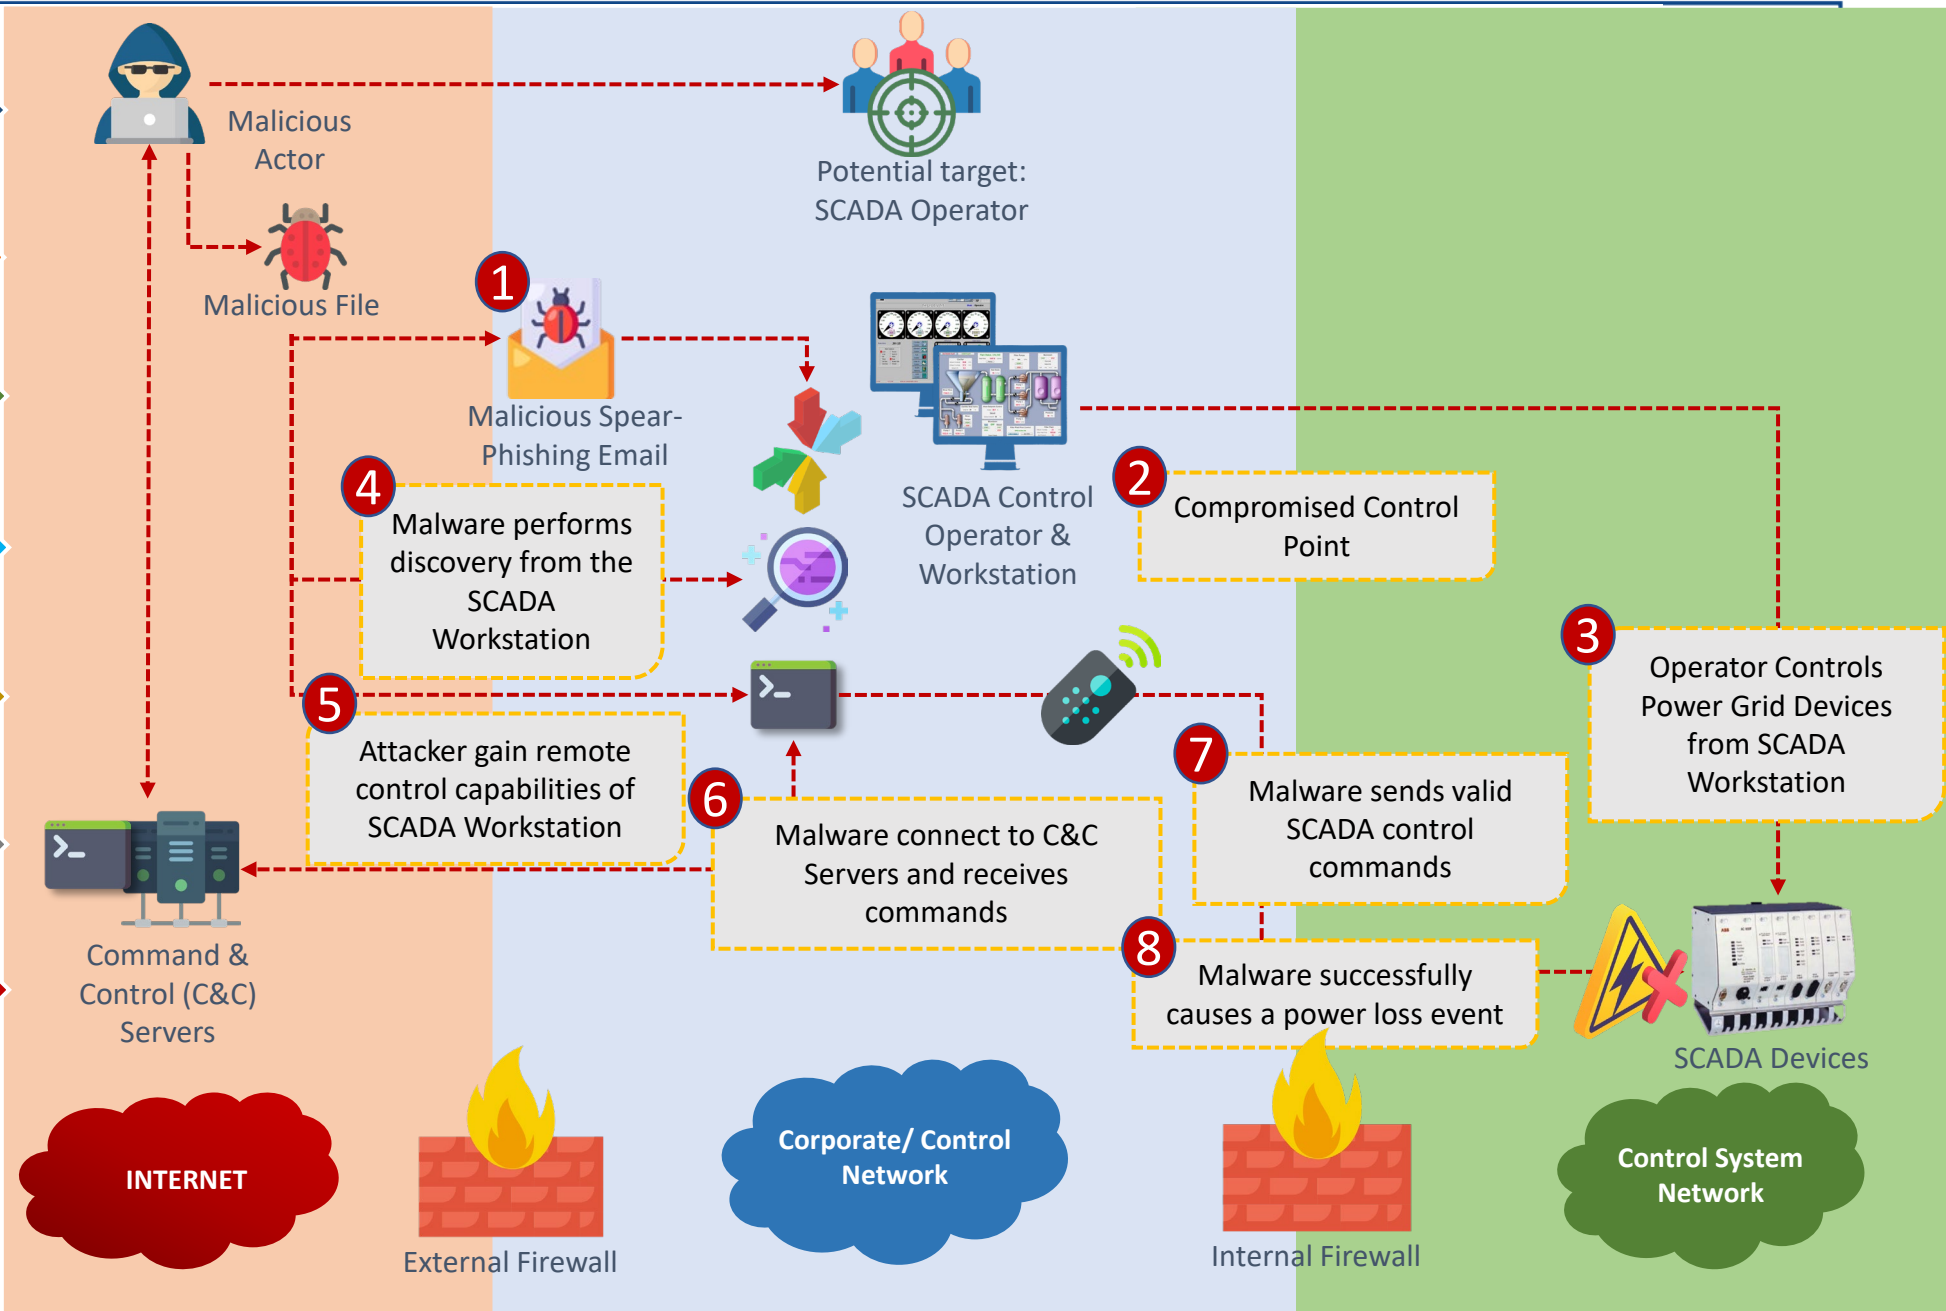 Malicious
Actor
Potential target:
SCADA Operator
Malicious File
1
Malicious Spear-
Phishing Email
SCADA Control
Operator &
Workstation
2
Compromised Control
Point
3
Operator Controls
Power Grid Devices
from SCADA
Workstation
4
Malware performs
discovery from the
SCADA
Workstation
>_
5
Attacker gain remote
control capabilities of
SCADA Workstation
6
Malware connect to C&C
Servers and receives
commands
7
Malware sends valid
SCADA control
commands
8
Malware successfully
causes a power loss event
>_
Command &
Control (C&C)
Servers
ABB
SCADA Devices
INTERNET
External Firewall
Corporate/ Control
Network
Internal Firewall
Control System
Network